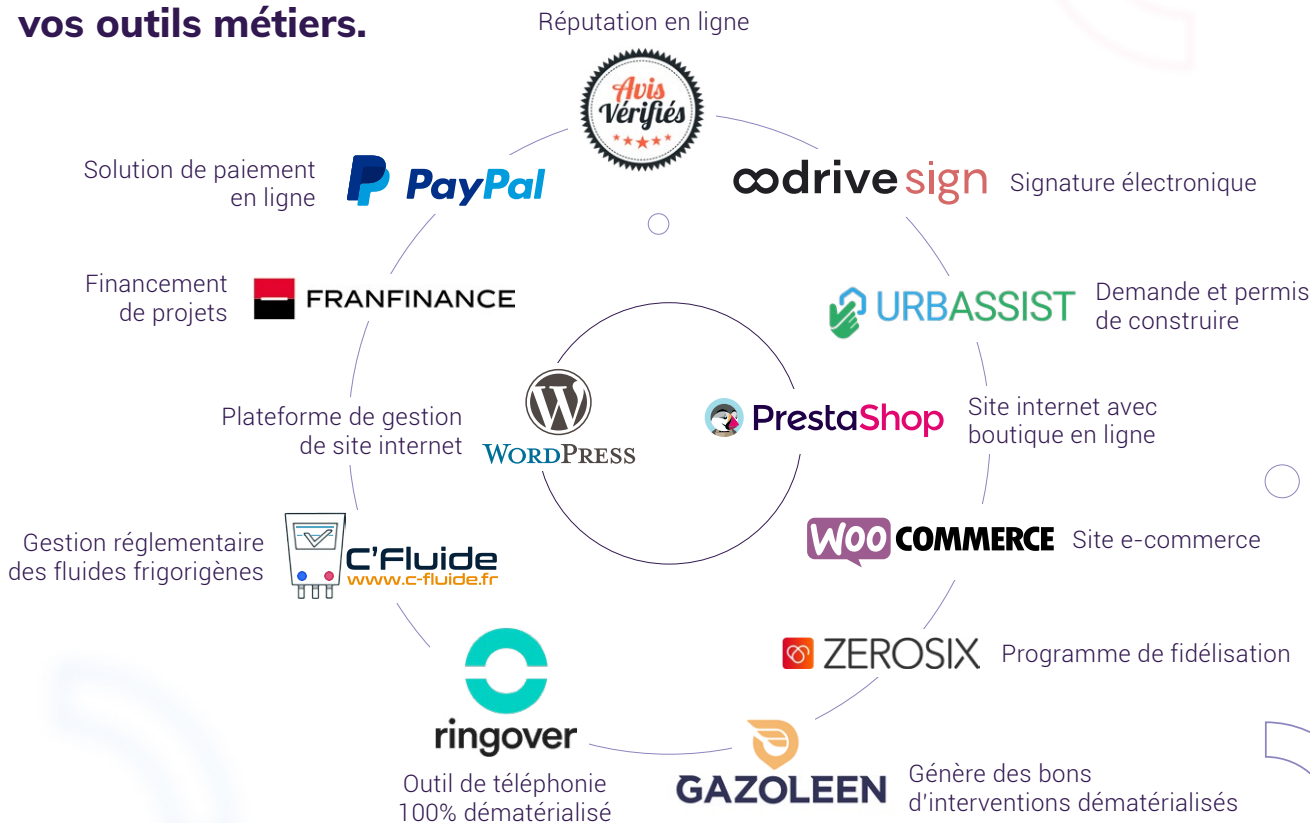 vos outils métiers.
Réputation en ligne
Avis
Vérifiés
Solution de paiement
en ligne
PayPal
oodrive sign
Signature électronique
Financement
de projets
FRANFINANCE
URBASSIST
Demande et permis
de construire
Plateforme de gestion
de site internet
WORDPRESS
PrestaShop
Site internet avec
boutique en ligne
Gestion réglementaire
des fluides frigorigènes
C'Fluide
www.c-fluide.fr
WOO COMMERCE
Site e-commerce
ZEROSIX
Programme de fidélisation
ringover
Outil de téléphonie
100% dématérialisé
GAZOLEEN
Génère des bons
d'interventions dématérialisés